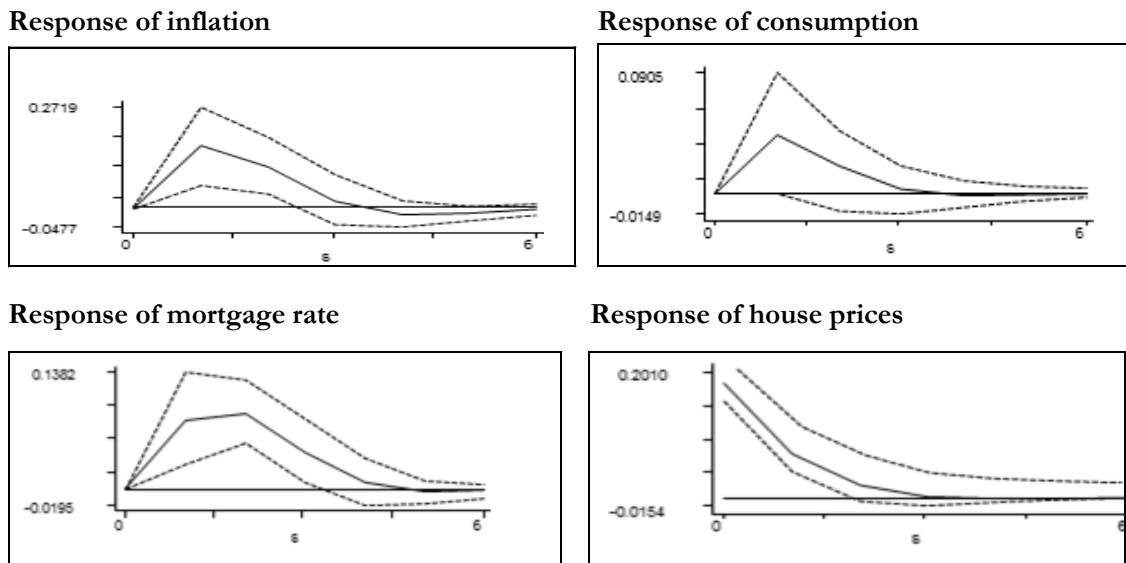 Response of inflation
Response of consumption
0.2719
-0.0477
0
6
s
0.0905
-0.0149
0
6
s
Response of mortgage rate
Response of house prices
0.1382
-0.0195
0
6
s
0.2010
-0.0154
0
6
s